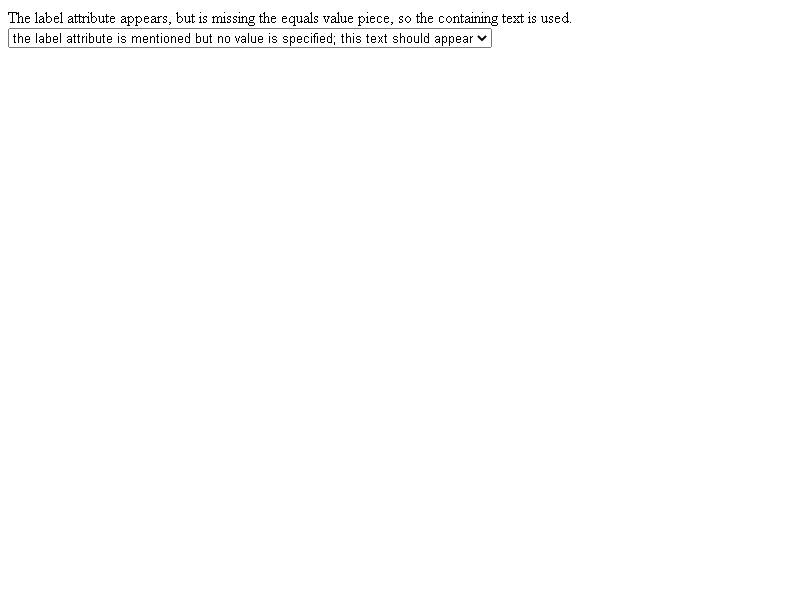 The label attribute appears, but is missing the equals value piece, so the containing text is used.
the label attribute is mentioned but no value is specified; this text should appear